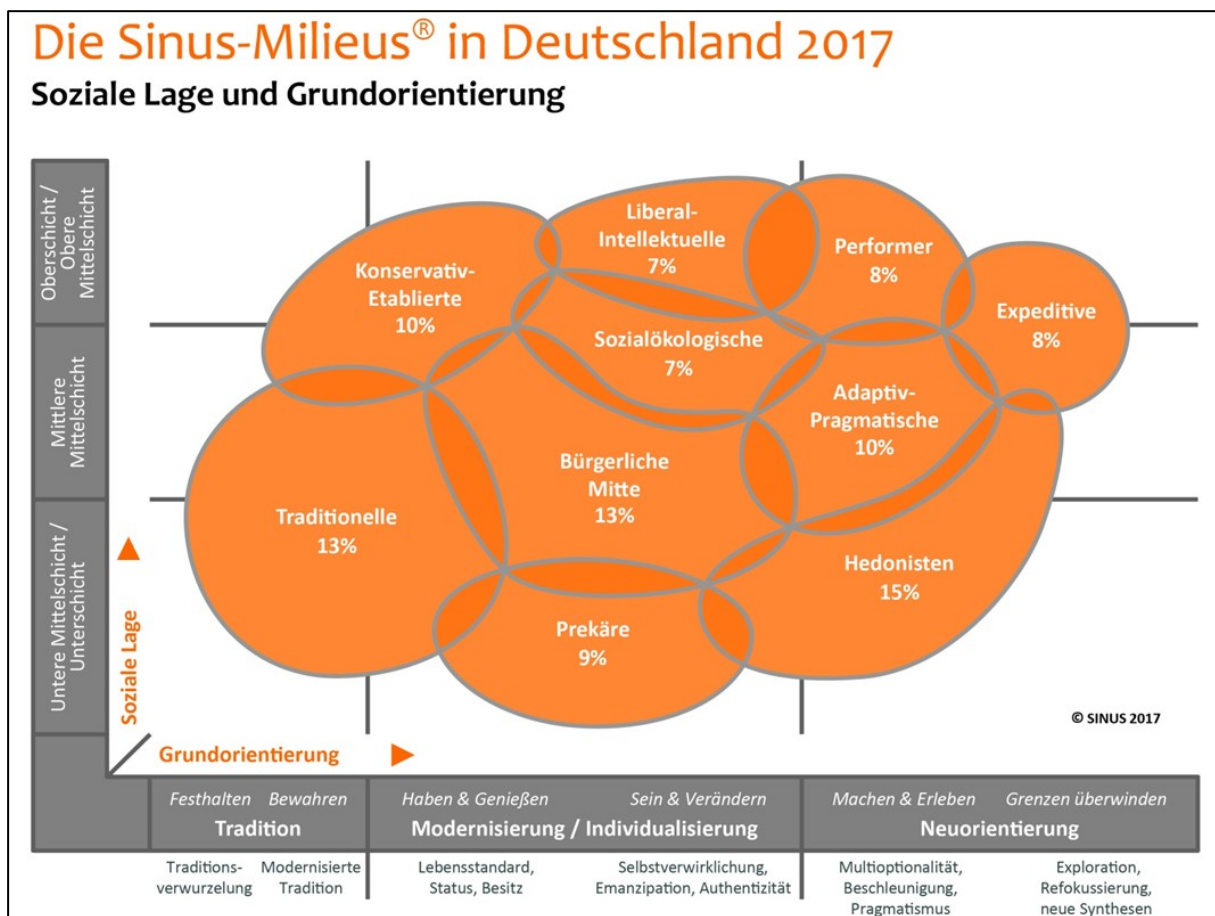 Die Sinus-Milieus® in Deutschland 2017
Soziale Lage und Grundorientierung
Oberschicht /
Obere
Mittelschicht
Mittlere
Mittelschicht
Untere Mittelschicht /
Unterschicht
Soziale Lage
Konservativ-
Etablierte
10%
Liberal-
Intellektuelle
7%
Performer
8%
Expeditive
8%
Sozialökologische
7%
Adaptiv-
Pragmatische
10%
Bürgerliche
Mitte
13%
Traditionelle
13%
Hedonisten
15%
Prekäre
9%
© SINUS 2017
Grundorientierung
Festhalten Bewahren
Tradition
Haben & Genießen Sein & Verändern
Modernisierung / Individualisierung
Machen & Erleben Grenzen überwinden
Neuorientierung
Traditions-
verwurzelung
Modernisierte
Tradition
Lebensstandard,
Status, Besitz
Selbstverwirklichung,
Emanzipation, Authentizität
Multioptionalität,
Beschleunigung,
Pragmatismus
Exploration,
Refokussierung,
neue Synthesen